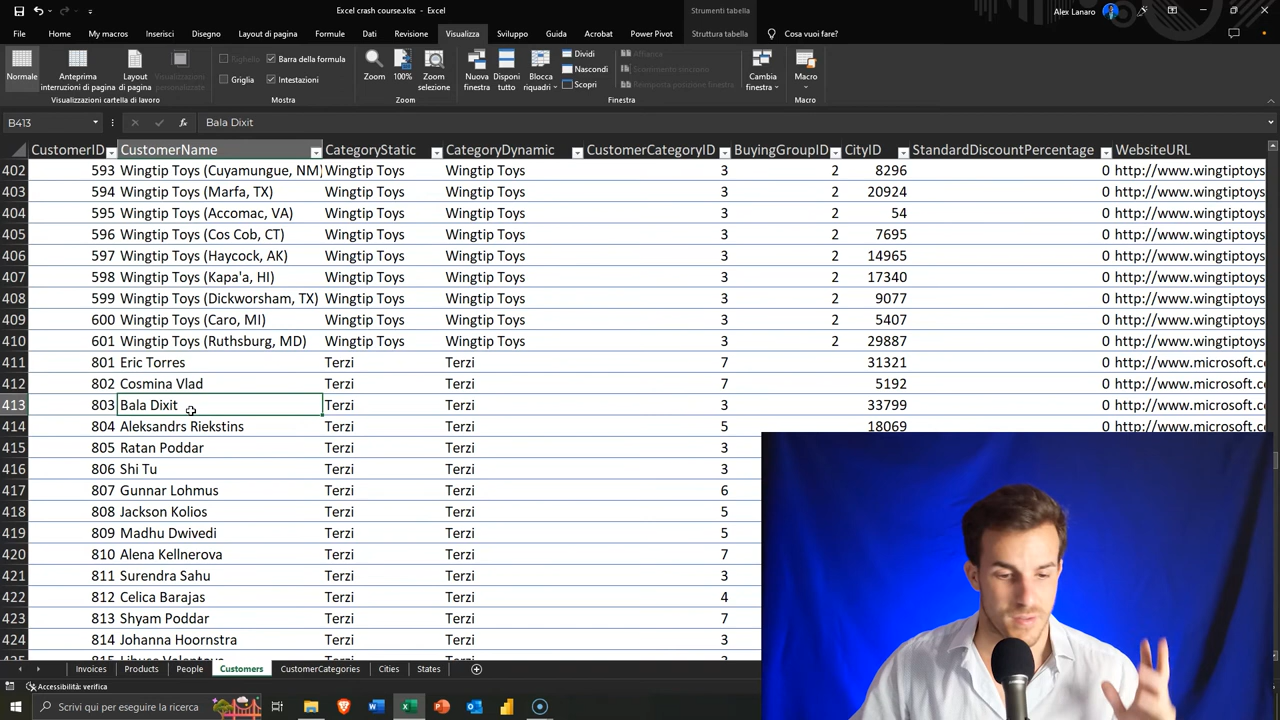 Excel crash course.xlsx - Excel
Strumenti tabella
Alex Lanaro
File Home My macros Inserisci Disegno Layout di pagina Formule Dati Revisione Visualizza Sviluppo Guida Acrobat Power Pivot Struttura tabella Cosa vuoi fare?
Normale
Anteprima interruzioni di pagina
Layout di pagina
Visualizzazioni personalizzate
Visualizzazioni cartella di lavoro
Righello
Barra della formula
Griglia
Intestazioni
Mostra
Zoom
100%
Zoom selezione
Zoom
Nuova finestra
Disponi tutto
Blocca riquadri
Dividi
Nascondi
Scopri
Affianca
Scorrimento sincrono
Reimposta posizione finestra
Cambia finestra
Finestra
Macro
Macro
B413 fx Bala Dixit
CustomerID CustomerName CategoryStatic CategoryDynamic CustomerCategoryID BuyingGroupID CityID StandardDiscountPercentage WebsiteURL
402 593 Wingtip Toys (Cuyamungue, NM) Wingtip Toys Wingtip Toys 3 2 8296 0 http://www.wingtiptoys
403 594 Wingtip Toys (Marfa, TX) Wingtip Toys Wingtip Toys 3 2 20924 0 http://www.wingtiptoys
404 595 Wingtip Toys (Accomac, VA) Wingtip Toys Wingtip Toys 3 2 54 0 http://www.wingtiptoys
405 596 Wingtip Toys (Cos Cob, CT) Wingtip Toys Wingtip Toys 3 2 7695 0 http://www.wingtiptoys
406 597 Wingtip Toys (Haycock, AK) Wingtip Toys Wingtip Toys 3 2 14965 0 http://www.wingtiptoys
407 598 Wingtip Toys (Kapa'a, HI) Wingtip Toys Wingtip Toys 3 2 17340 0 http://www.wingtiptoys
408 599 Wingtip Toys (Dickworsham, TX) Wingtip Toys Wingtip Toys 3 2 9077 0 http://www.wingtiptoys
409 600 Wingtip Toys (Caro, MI) Wingtip Toys Wingtip Toys 3 2 5407 0 http://www.wingtiptoys
410 601 Wingtip Toys (Ruthsburg, MD) Wingtip Toys Wingtip Toys 3 2 29887 0 http://www.wingtiptoys
411 801 Eric Torres Terzi Terzi 7 31321 0 http://www.microsoft.c
412 802 Cosmina Vlad Terzi Terzi 7 5192 0 http://www.microsoft.c
413 803 Bala Dixit Terzi Terzi 3 33799 0 http://www.microsoft.c
414 804 Aleksandrs Riekstins Terzi Terzi 5 18069 0 http://www.microsoft.c
415 805 Ratan Poddar Terzi Terzi 3
416 806 Shi Tu Terzi Terzi 3
417 807 Gunnar Lohmus Terzi Terzi 6
418 808 Jackson Kolios Terzi Terzi 5
419 809 Madhu Dwivedi Terzi Terzi 5
420 810 Alena Kellnerova Terzi Terzi 7
421 811 Surendra Sahu Terzi Terzi 3
422 812 Celica Barajas Terzi Terzi 4
423 813 Shyam Poddar Terzi Terzi 7
424 814 Johanna Hoornstra Terzi Terzi 3
Invoices Products People Customers CustomerCategories Cities States
Accessibilità: verifica
Scrivi qui per eseguire la ricerca